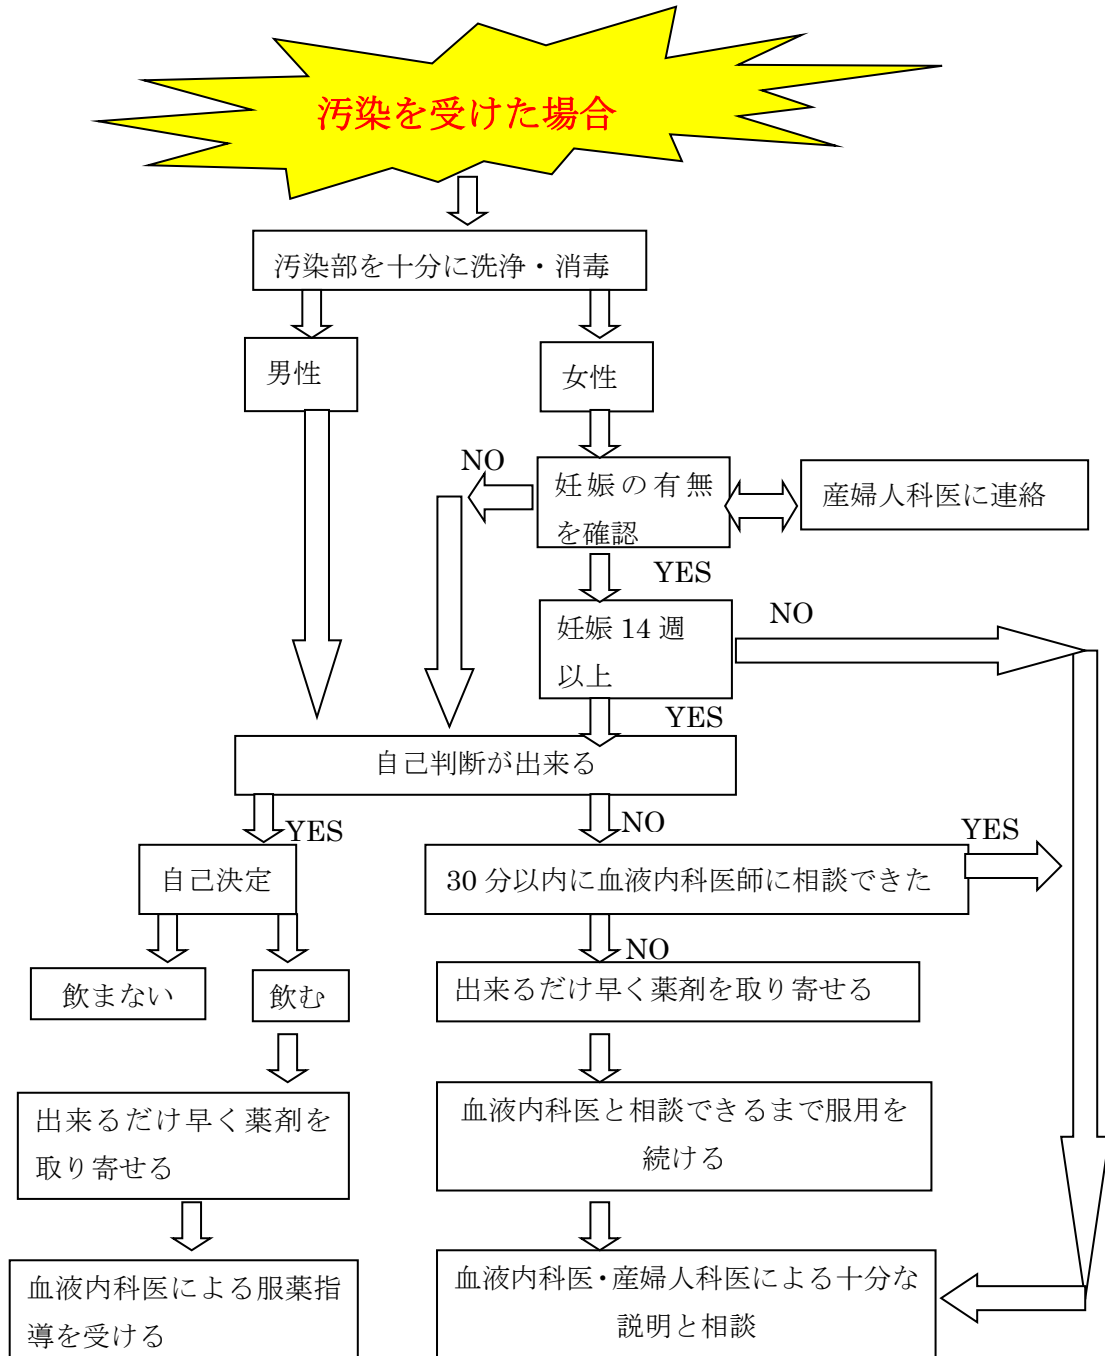 汚染を受けた場合
汚染部を十分に洗浄・消毒
男性
女性
NO
妊娠の有無
を確認
産婦人科医に連絡
YES
妊娠 14 週
以上
NO
YES
自己判断が出来る
YES
NO
YES
自己決定
30 分以内に血液内科医師に相談できた
NO
飲まない
飲む
出来るだけ早く薬剤を取り寄せる
出来るだけ早く薬剤を
取り寄せる
血液内科医と相談できるまで服用を
続ける
血液内科医による服薬指
導を受ける
血液内科医・産婦人科医による十分な
説明と相談